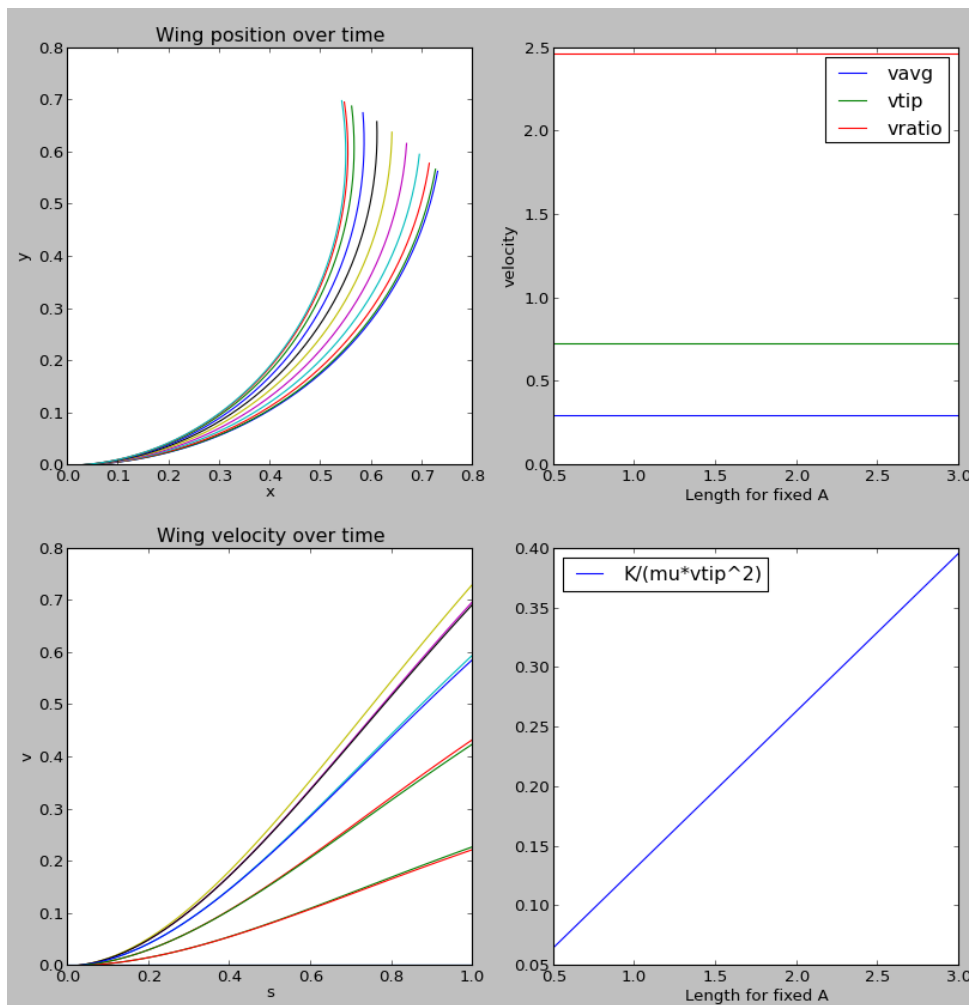 Wing position over time
0.8
0.7
0.6
0.5
0.4
0.3
0.2
0.1
0.0
y
0.0 0.1 0.2 0.3 0.4 0.5 0.6 0.7 0.8
x
2.5
2.0
1.5
1.0
0.5
0.0
velocity
vavg
vtip
vratio
0.5 1.0 1.5 2.0 2.5 3.0
Length for fixed A
Wing velocity over time
0.8
0.7
0.6
0.5
0.4
0.3
0.2
0.1
0.0
v
0.0 0.2 0.4 0.6 0.8 1.0
s
0.40
0.35
0.30
0.25
0.20
0.15
0.10
0.05
K/(mu*vtip^2)
0.5 1.0 1.5 2.0 2.5 3.0
Length for fixed A